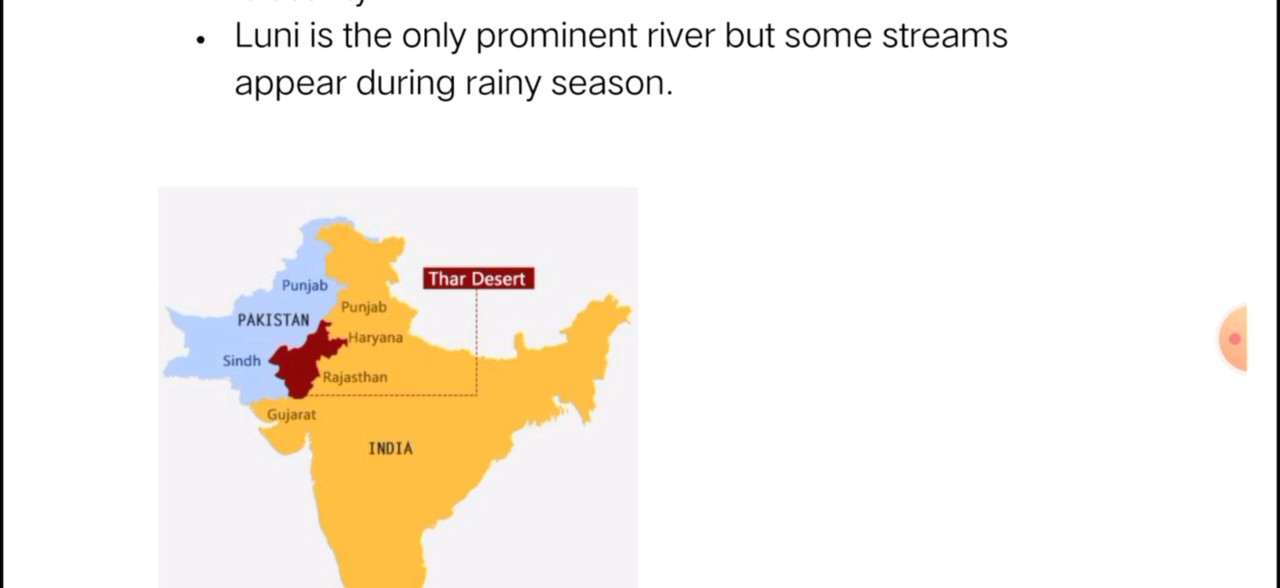 Luni is the only prominent river but some streams
appear during rainy season.
Thar Desert
Punjab
Punjab
PAKISTAN
Haryana
Sindh
Rajasthan
Gujarat
INDIA